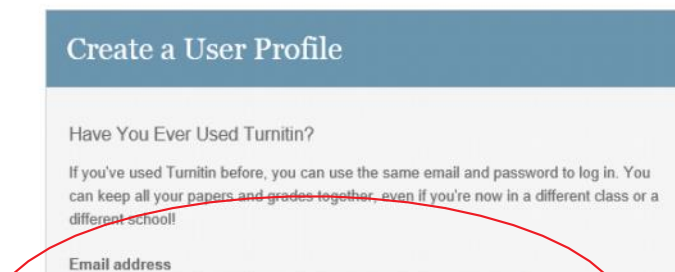 Create a User Profile
Have You Ever Used Turnitin?
If you've used Turnitin before, you can use the same email and password to log in. You
can keep all your papers and grades together, even if you're now in a different class or a
different school!
Email address